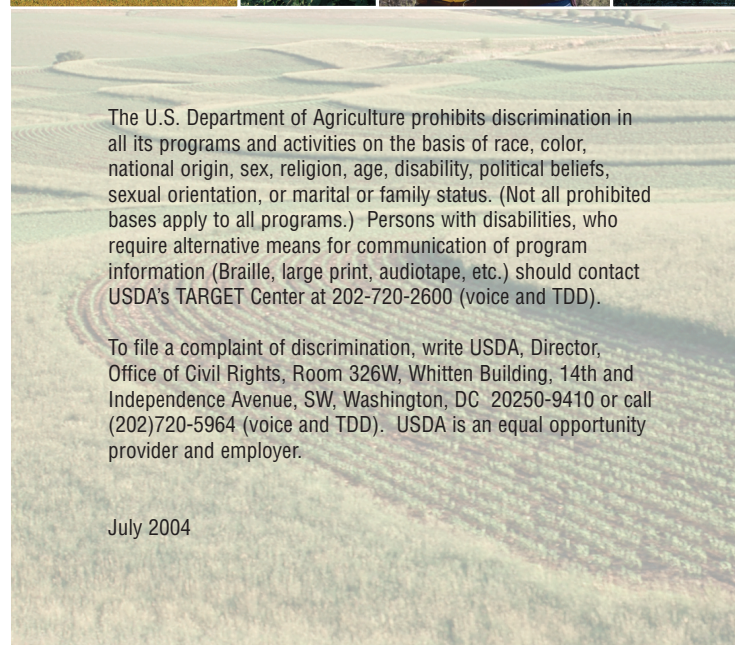 The U.S. Department of Agriculture prohibits discrimination in
all its programs and activities on the basis of race, color,
national origin, sex, religion, age, disability, political beliefs,
sexual orientation, or marital or family status. (Not all prohibited
bases apply to all programs.)  Persons with disabilities, who
require alternative means for communication of program
information (Braille, large print, audiotape, etc.) should contact
USDA's TARGET Center at 202-720-2600 (voice and TDD).
To file a complaint of discrimination, write USDA, Director,
Office of Civil Rights, Room 326W, Whitten Building, 14th and
Independence Avenue, SW, Washington, DC  20250-9410 or call
(202)720-5964 (voice and TDD).  USDA is an equal opportunity
provider and employer.
July 2004